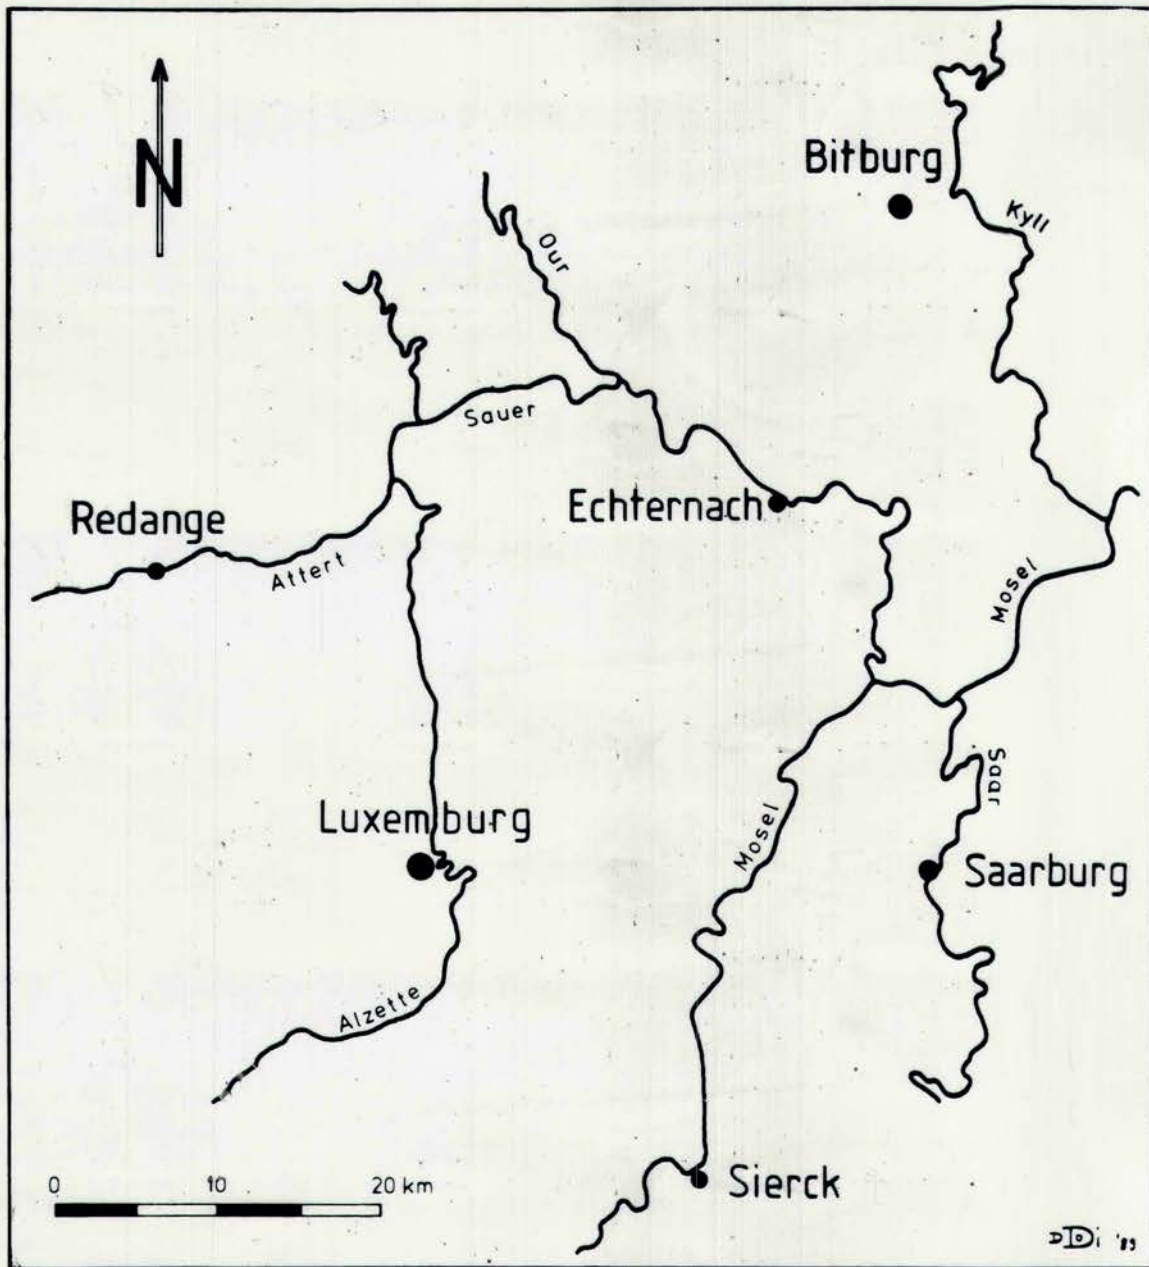 N
Bitburg
Kyll
Our
Sauer
Echternach
Redange
Attert
Mosel
Saar
Luxemburg
Mosel
Saarburg
Alzette
Sierck
0 10 20 km
DDi '89